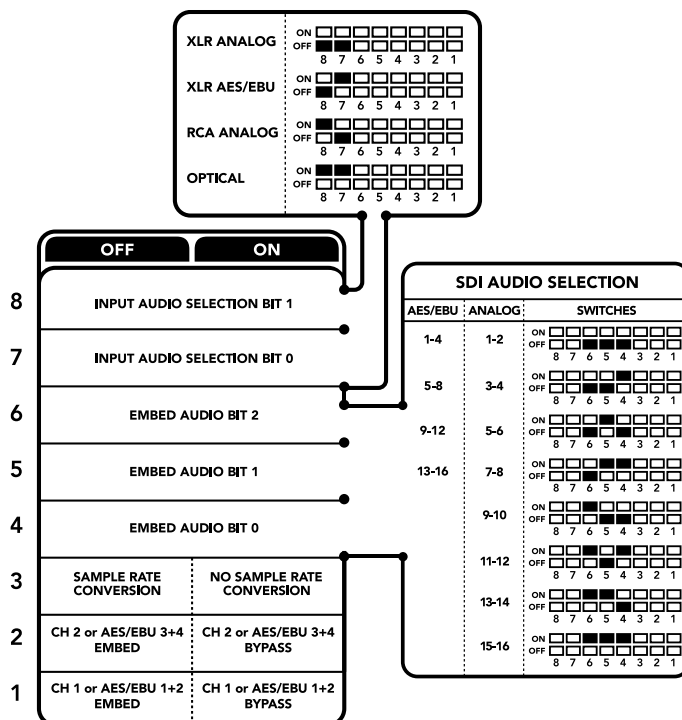 XLR ANALOG
ON
OFF
8 7 6 5 4 3 2 1
XLR AES/EBU
ON
OFF
8 7 6 5 4 3 2 1
RCA ANALOG
ON
OFF
8 7 6 5 4 3 2 1
OPTICAL
ON
OFF
8 7 6 5 4 3 2 1
OFF ON
8 INPUT AUDIO SELECTION BIT 1
7 INPUT AUDIO SELECTION BIT 0
6 EMBED AUDIO BIT 2
5 EMBED AUDIO BIT 1
4 EMBED AUDIO BIT 0
3
SAMPLE RATE
CONVERSION
NO SAMPLE RATE
CONVERSION
2
CH 2 or AES/EBU 3+4
EMBED
CH 2 or AES/EBU 3+4
BYPASS
1
CH 1 or AES/EBU 1+2
EMBED
CH 1 or AES/EBU 1+2
BYPASS
SDI AUDIO SELECTION
AES/EBU ANALOG SWITCHES
1-4 1-2
ON
OFF
8 7 6 5 4 3 2 1
5-8 3-4
ON
OFF
8 7 6 5 4 3 2 1
9-12 5-6
ON
OFF
8 7 6 5 4 3 2 1
13-16 7-8
ON
OFF
8 7 6 5 4 3 2 1
9-10
ON
OFF
8 7 6 5 4 3 2 1
11-12
ON
OFF
8 7 6 5 4 3 2 1
13-14
ON
OFF
8 7 6 5 4 3 2 1
15-16
ON
OFF
8 7 6 5 4 3 2 1